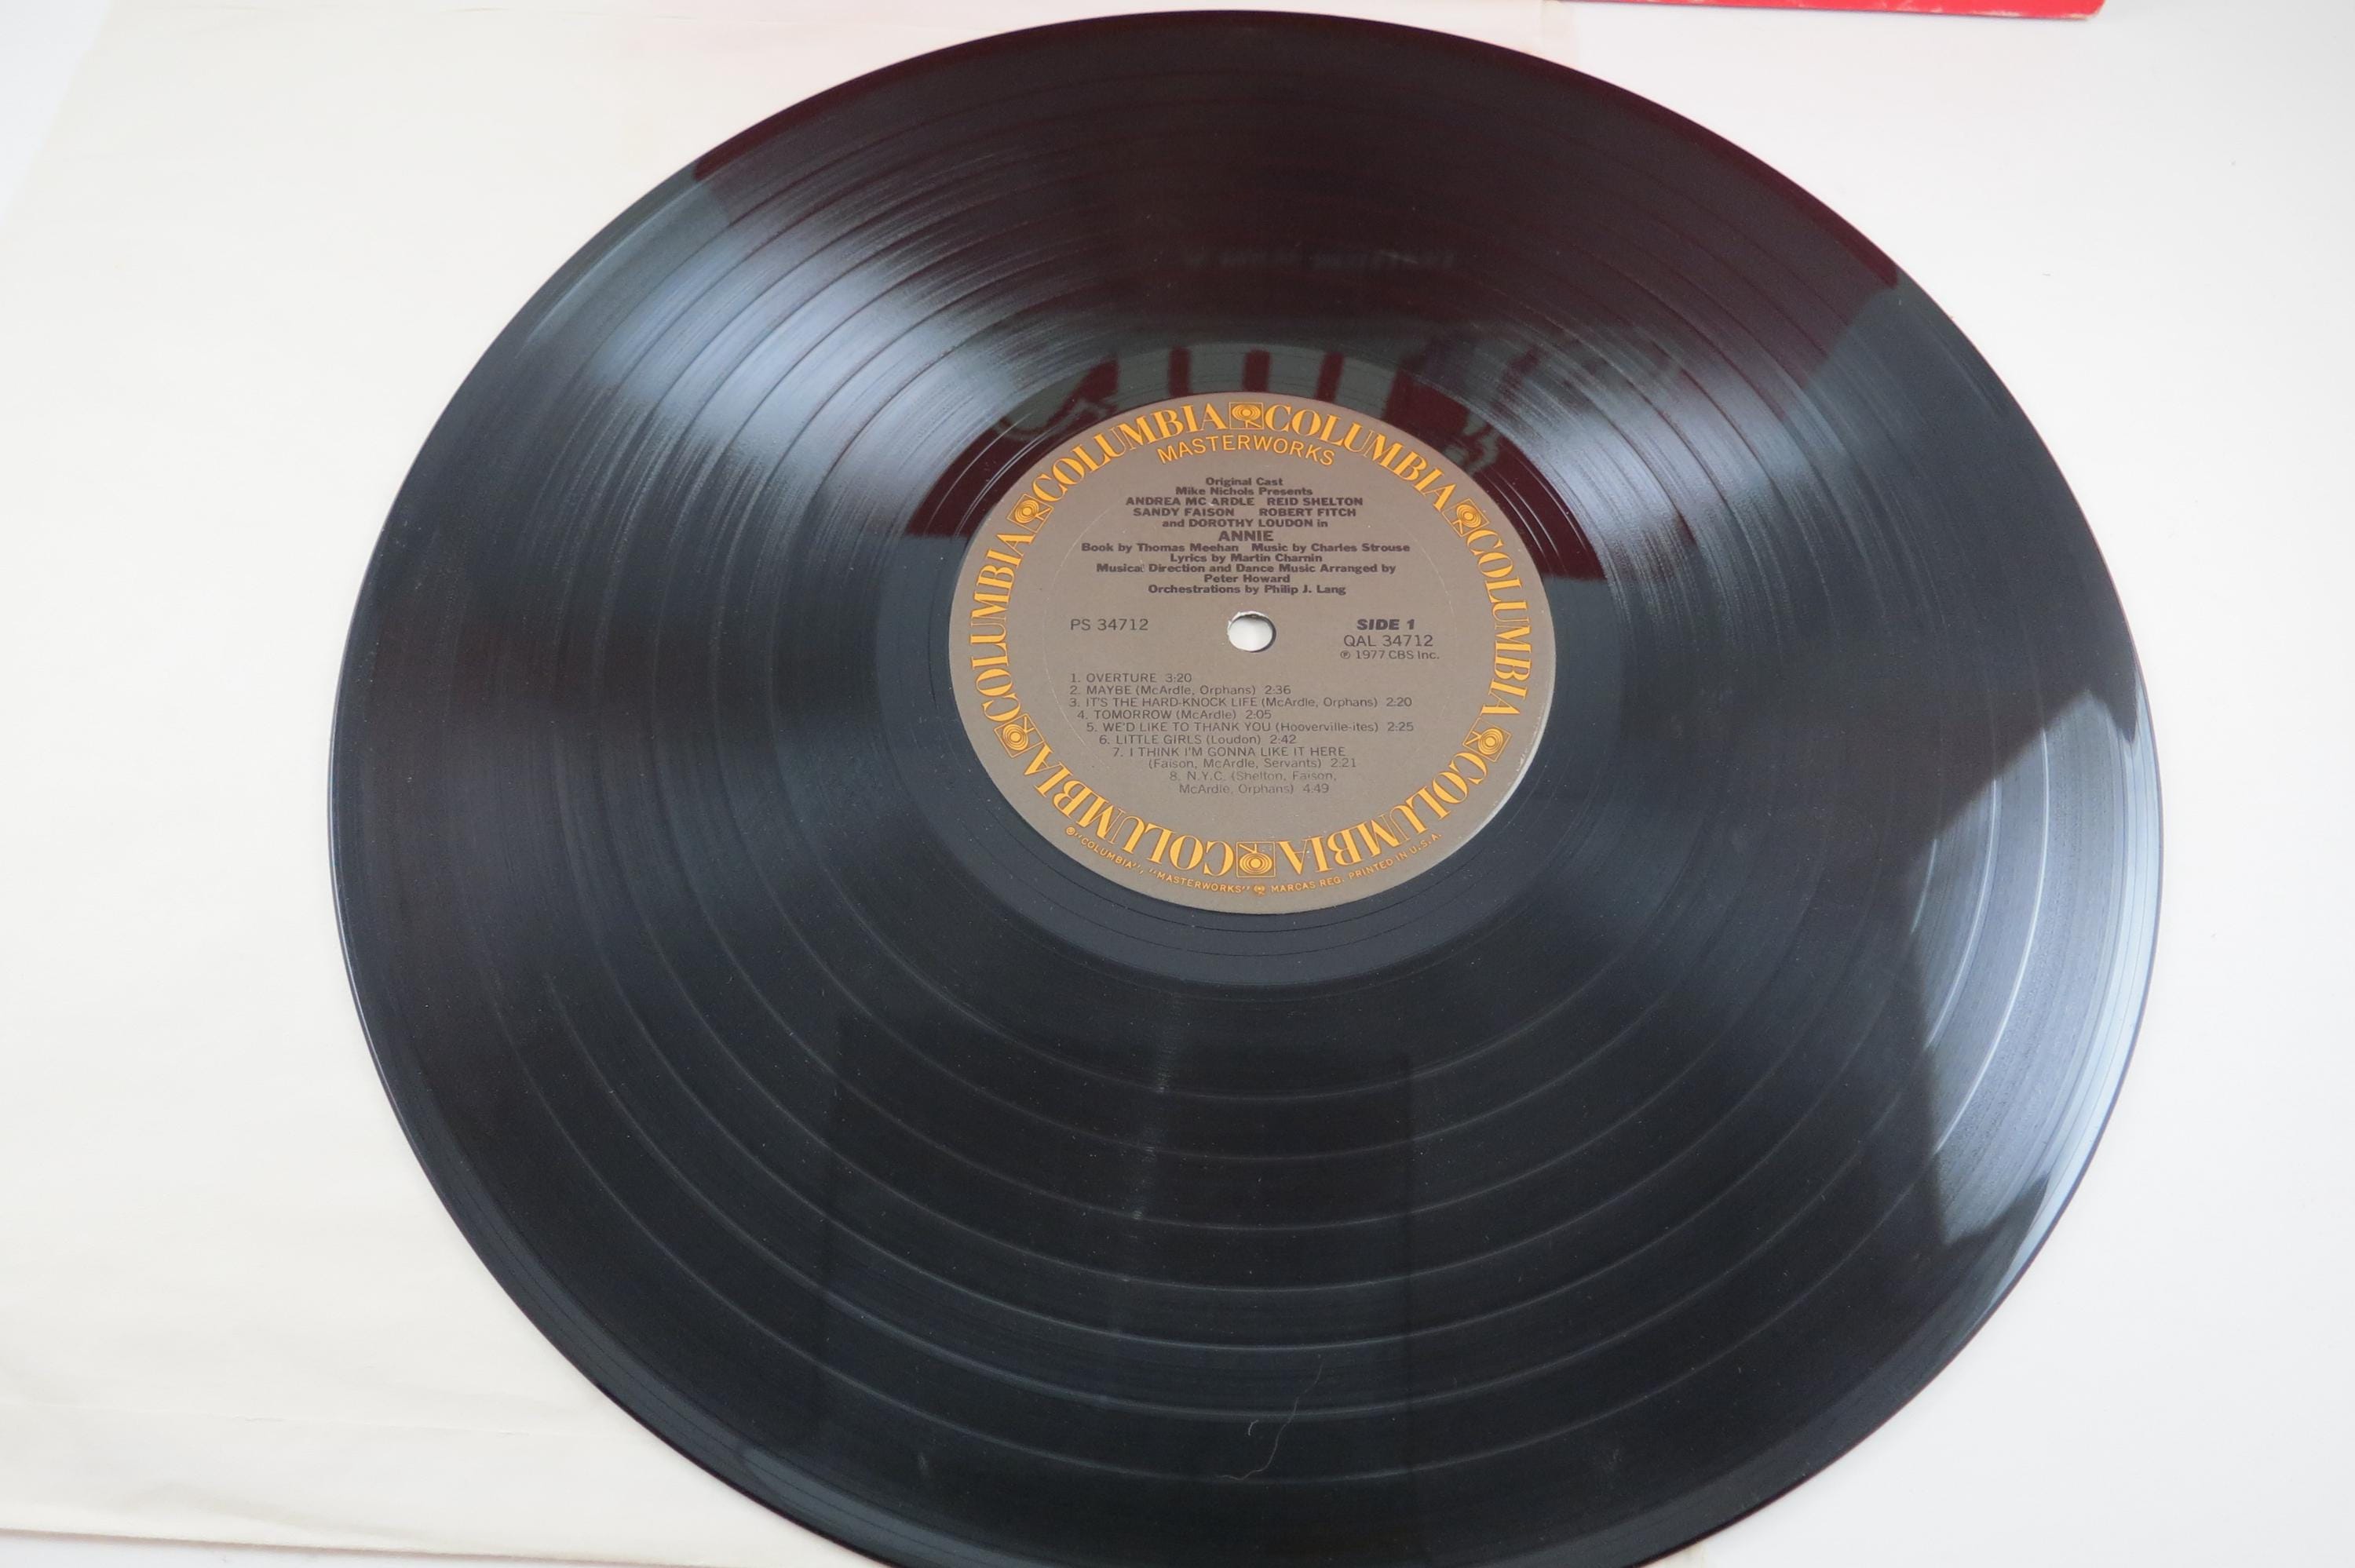 COLUMBIA COLUMBIA COLUMBIA COLUMBIA COLUMBIA COLUMBIA COLUMBIA COLUMBIA
MASTERWORKS
Original Cast
Mike Nichols Presents
ANDREA MC ARDLE REID SHELTON
SANDY FAISON ROBERT FITCH
and DOROTHY LOUDON in
ANNIE
Book by Thomas Meehan Music by Charles Strouse
Lyrics by Martin Charnin
Musical Direction and Dance Music Arranged by
Peter Howard
Orchestrations by Philip J. Lang
PS 34712
SIDE 1
QAL 34712
℗ 1977 CBS Inc.
1. OVERTURE 3:20
2. MAYBE (McArdle, Orphans) 2:36
3. IT'S THE HARD-KNOCK LIFE (McArdle, Orphans) 2:20
4. TOMORROW (McArdle) 2:05
5. WE'D LIKE TO THANK YOU (Hooverville-ites) 2:25
6. LITTLE GIRLS (Loudon) 2:42
7. I THINK I'M GONNA LIKE IT HERE
(Faison, McArdle, Servants) 2:21
8. N.Y.C. (Shelton, Faison,
McArdle, Orphans) 4:49
®"COLUMBIA", "MASTERWORKS" MARCAS REG. PRINTED IN U.S.A.